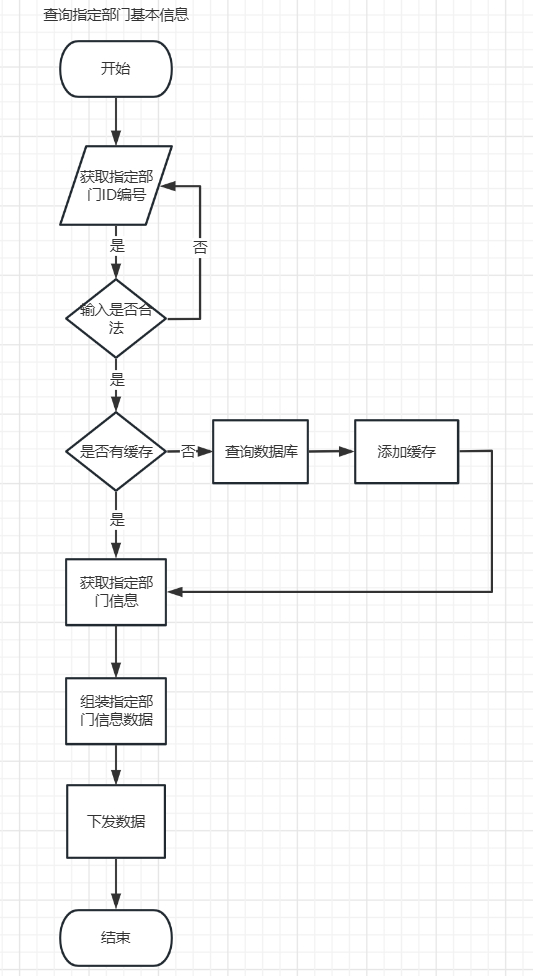 查询指定部门基本信息
开始
获取指定部
门ID编号
是
否
输入是否合
法
是
是否有缓存
否
查询数据库
添加缓存
是
获取指定部
门信息
组装指定部
门信息数据
下发数据
结束